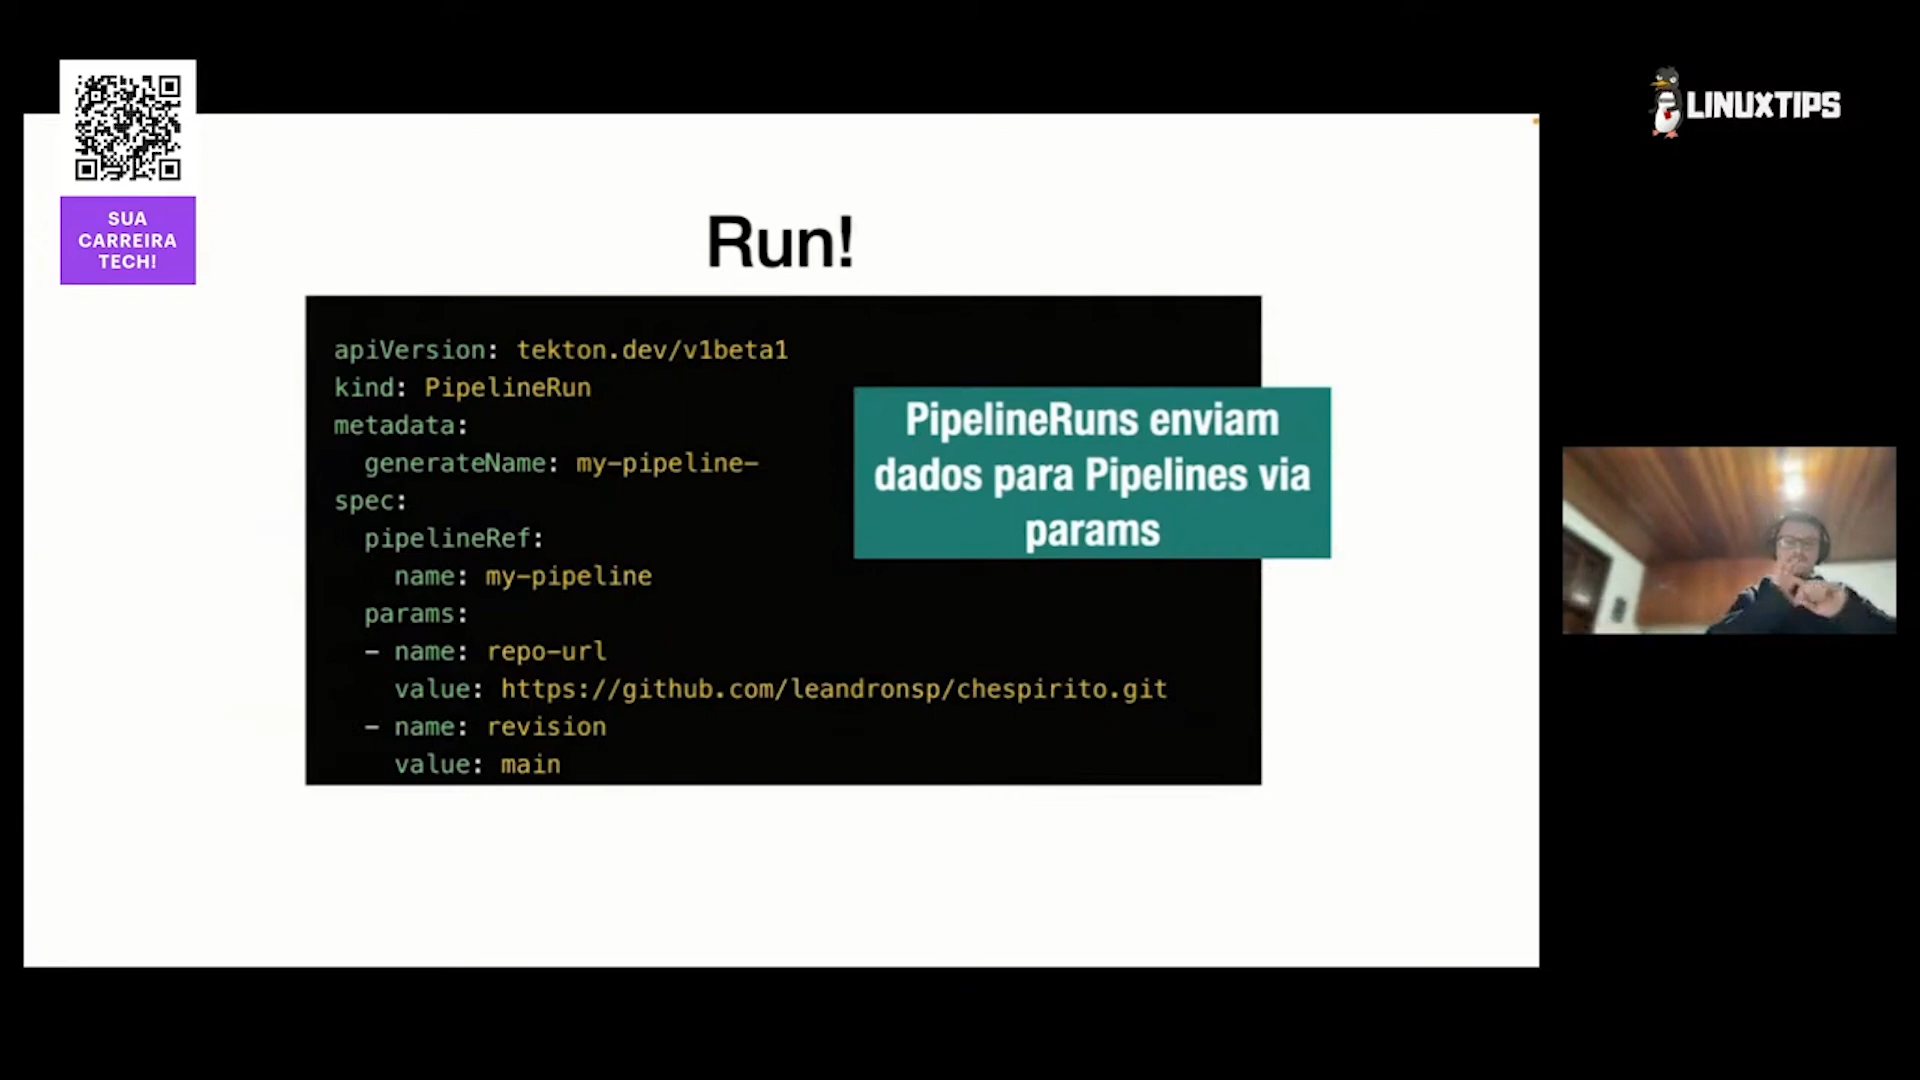 SUA
CARREIRA
TECH!
LINUXTIPS
Run!
apiVersion: tekton.dev/v1beta1
kind: PipelineRun
metadata:
  generateName: my-pipeline-
spec:
  pipelineRef:
    name: my-pipeline
  params:
  - name: repo-url
    value: https://github.com/leandronsp/chespirito.git
  - name: revision
    value: main
PipelineRuns enviam
dados para Pipelines via
params